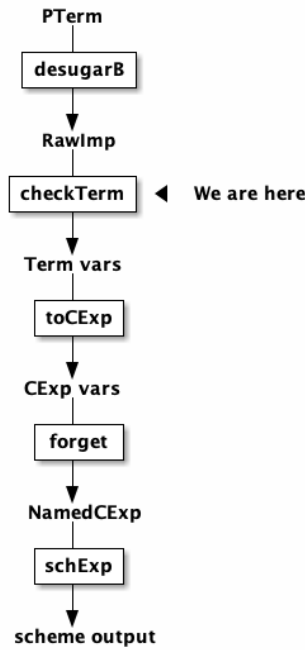 PTerm
desugarB
RawImp
checkTerm ◀ We are here
Term vars
toCExp
CExp vars
forget
NamedCExp
schExp
scheme output